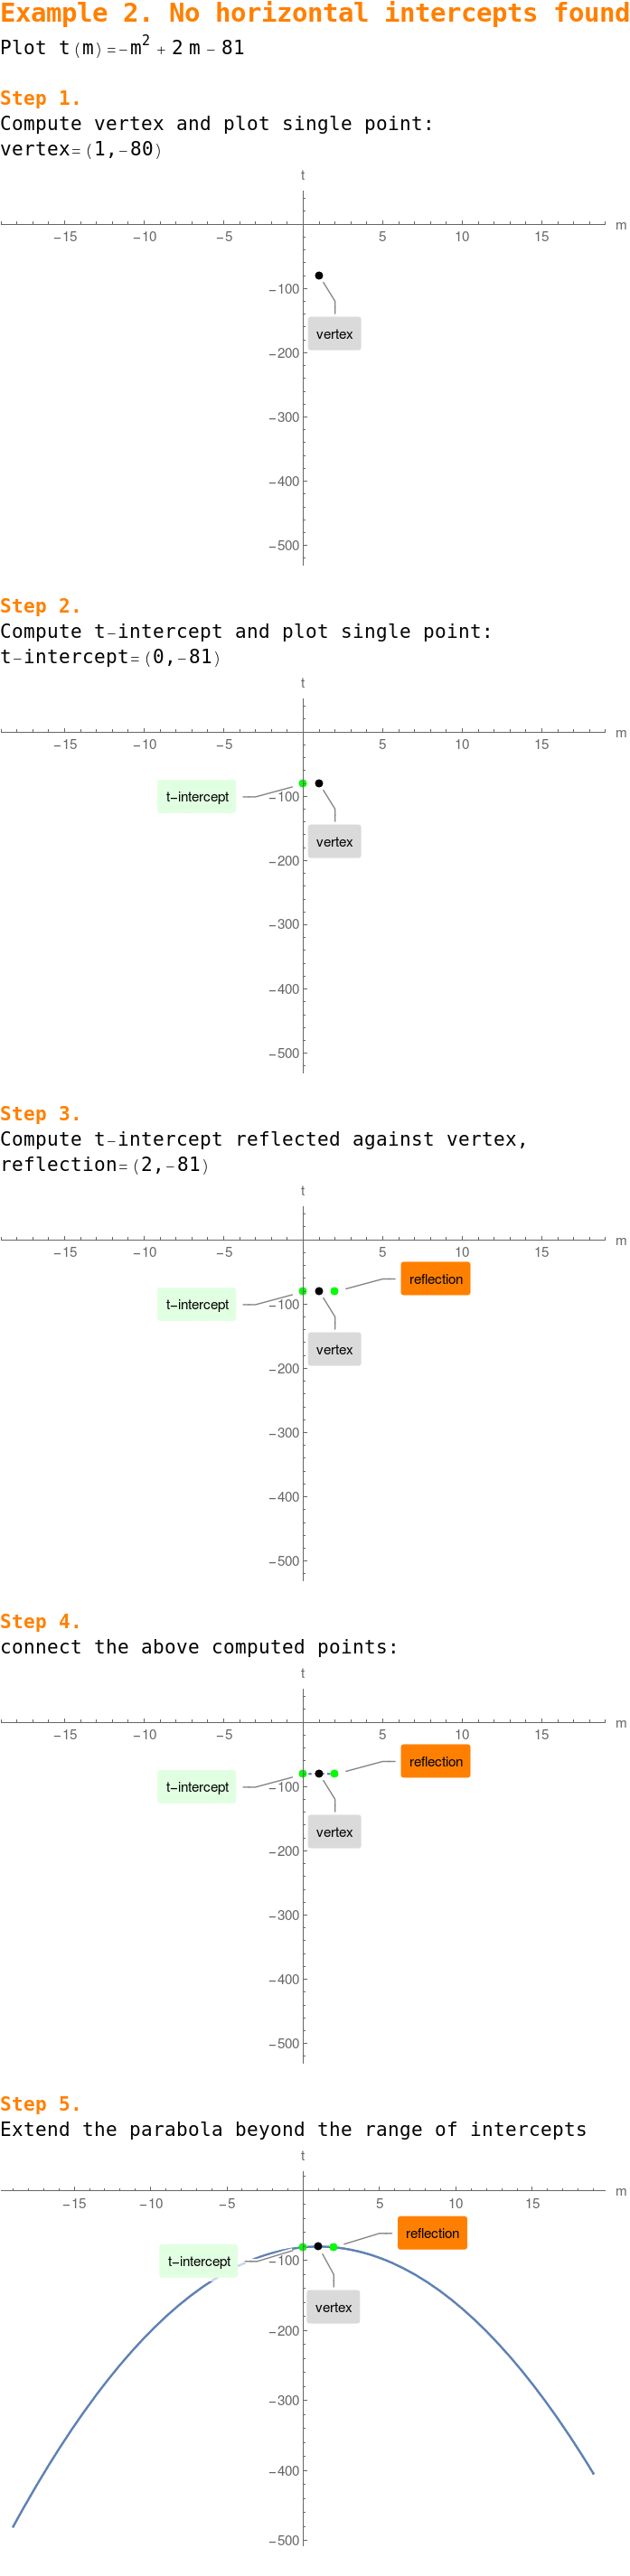 Example 2. No horizontal intercepts found
Plot t(m)=−m² + 2 m − 81
Step 1.
Compute vertex and plot single point:
vertex=(1,−80)
t
m
−15 −10 −5 5 10 15
−100
vertex
−200
−300
−400
−500
Step 2.
Compute t−intercept and plot single point:
t−intercept=(0,−81)
t
m
−15 −10 −5 5 10 15
t−intercept −100
vertex
−200
−300
−400
−500
Step 3.
Compute t−intercept reflected against vertex,
reflection=(2,−81)
t
m
−15 −10 −5 5 10 15
reflection
t−intercept −100
vertex
−200
−300
−400
−500
Step 4.
connect the above computed points:
t
m
−15 −10 −5 5 10 15
reflection
t−intercept −100
vertex
−200
−300
−400
−500
Step 5.
Extend the parabola beyond the range of intercepts
t
m
−15 −10 −5 5 10 15
reflection
t−intercept −100
vertex
−200
−300
−400
−500